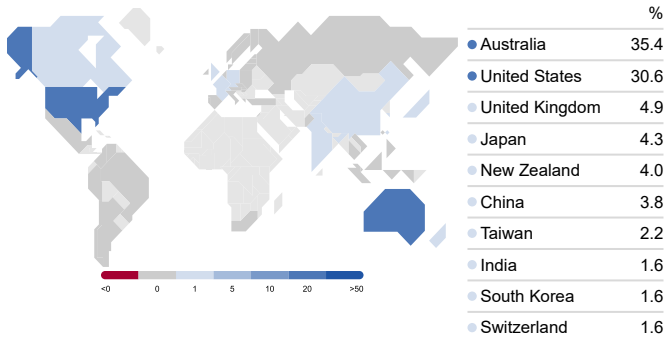 %
Australia 35.4
United States 30.6
United Kingdom 4.9
Japan 4.3
New Zealand 4.0
China 3.8
Taiwan 2.2
India 1.6
South Korea 1.6
Switzerland 1.6
<0 0 1 5 10 20 >50